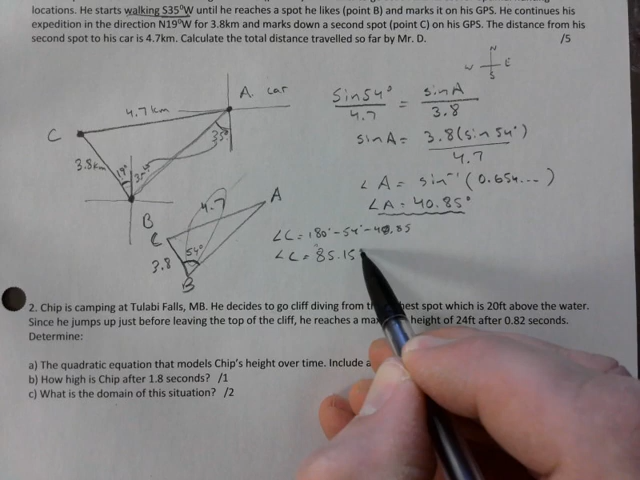 locations. He starts walking S35°W until he reaches a spot he likes (point B) and marks it on his GPS. He continues his
expedition in the direction N19°W for 3.8km and marks down a second spot (point C) on his GPS. The distance from his
second spot to his car is 4.7km. Calculate the total distance travelled so far by Mr. D. /5
N
W E
S
A car
4.7km
C
35°
3.8km
19°
B
sin54° = sinA
4.7 3.8
sinA = 3.8(sin54°)
4.7
∠A = sin⁻¹(0.654...)
∠A = 40.85°
A
4.7
C
54°
3.8
B
∠C = 180° - 54° - 40.85
∠C = 85.15
2. Chip is camping at Tulabi Falls, MB. He decides to go cliff diving from spot which is 20ft above the water.
Since he jumps up just before leaving the top of the cliff, he reaches a height of 24ft after 0.82 seconds.
Determine:
a) The quadratic equation that models Chip's height over time. Include
b) How high is Chip after 1.8 seconds? /1
c) What is the domain of this situation? /2